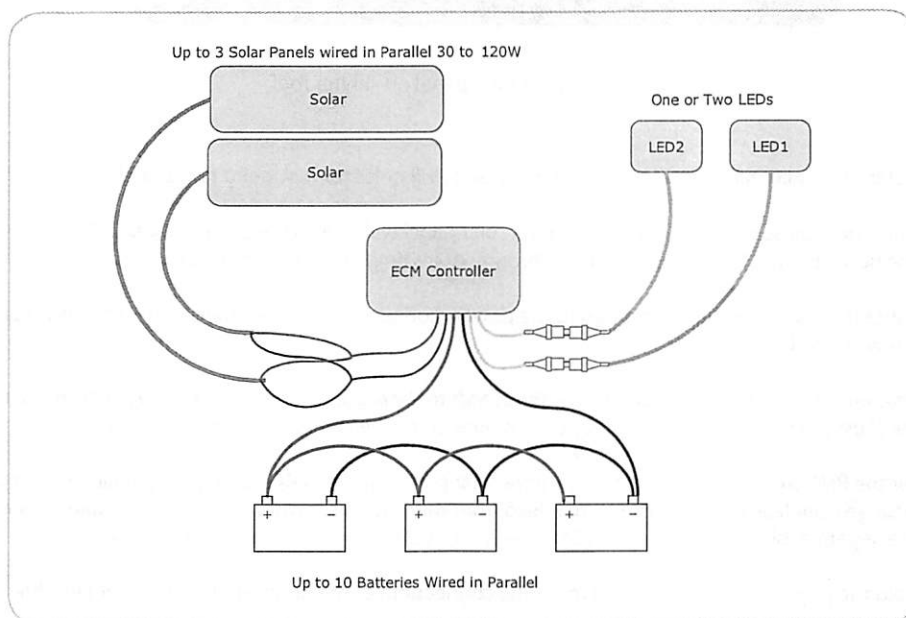 Up to 3 Solar Panels wired in Parallel 30 to 120W
Solar
One or Two LEDs
LED2
LED1
Solar
ECM Controller
+
-
+
-
+
-
Up to 10 Batteries Wired in Parallel